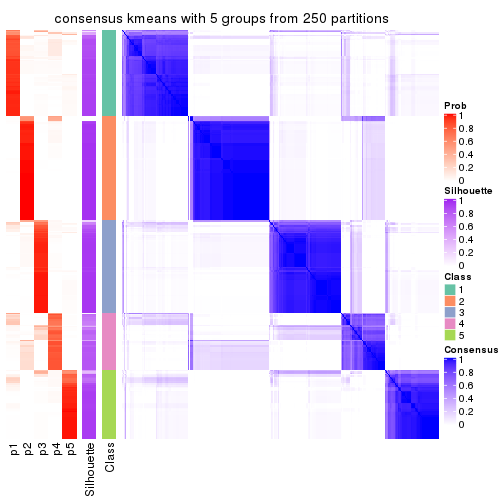 consensus kmeans with 5 groups from 250 partitions
Prob
1
0.8
0.6
0.4
0.2
0
Silhouette
1
0.8
0.6
0.4
0.2
0
Class
1
2
3
4
5
Consensus
1
0.8
0.6
0.4
0.2
0
p1
p2
p3
p4
p5
Silhouette
Class